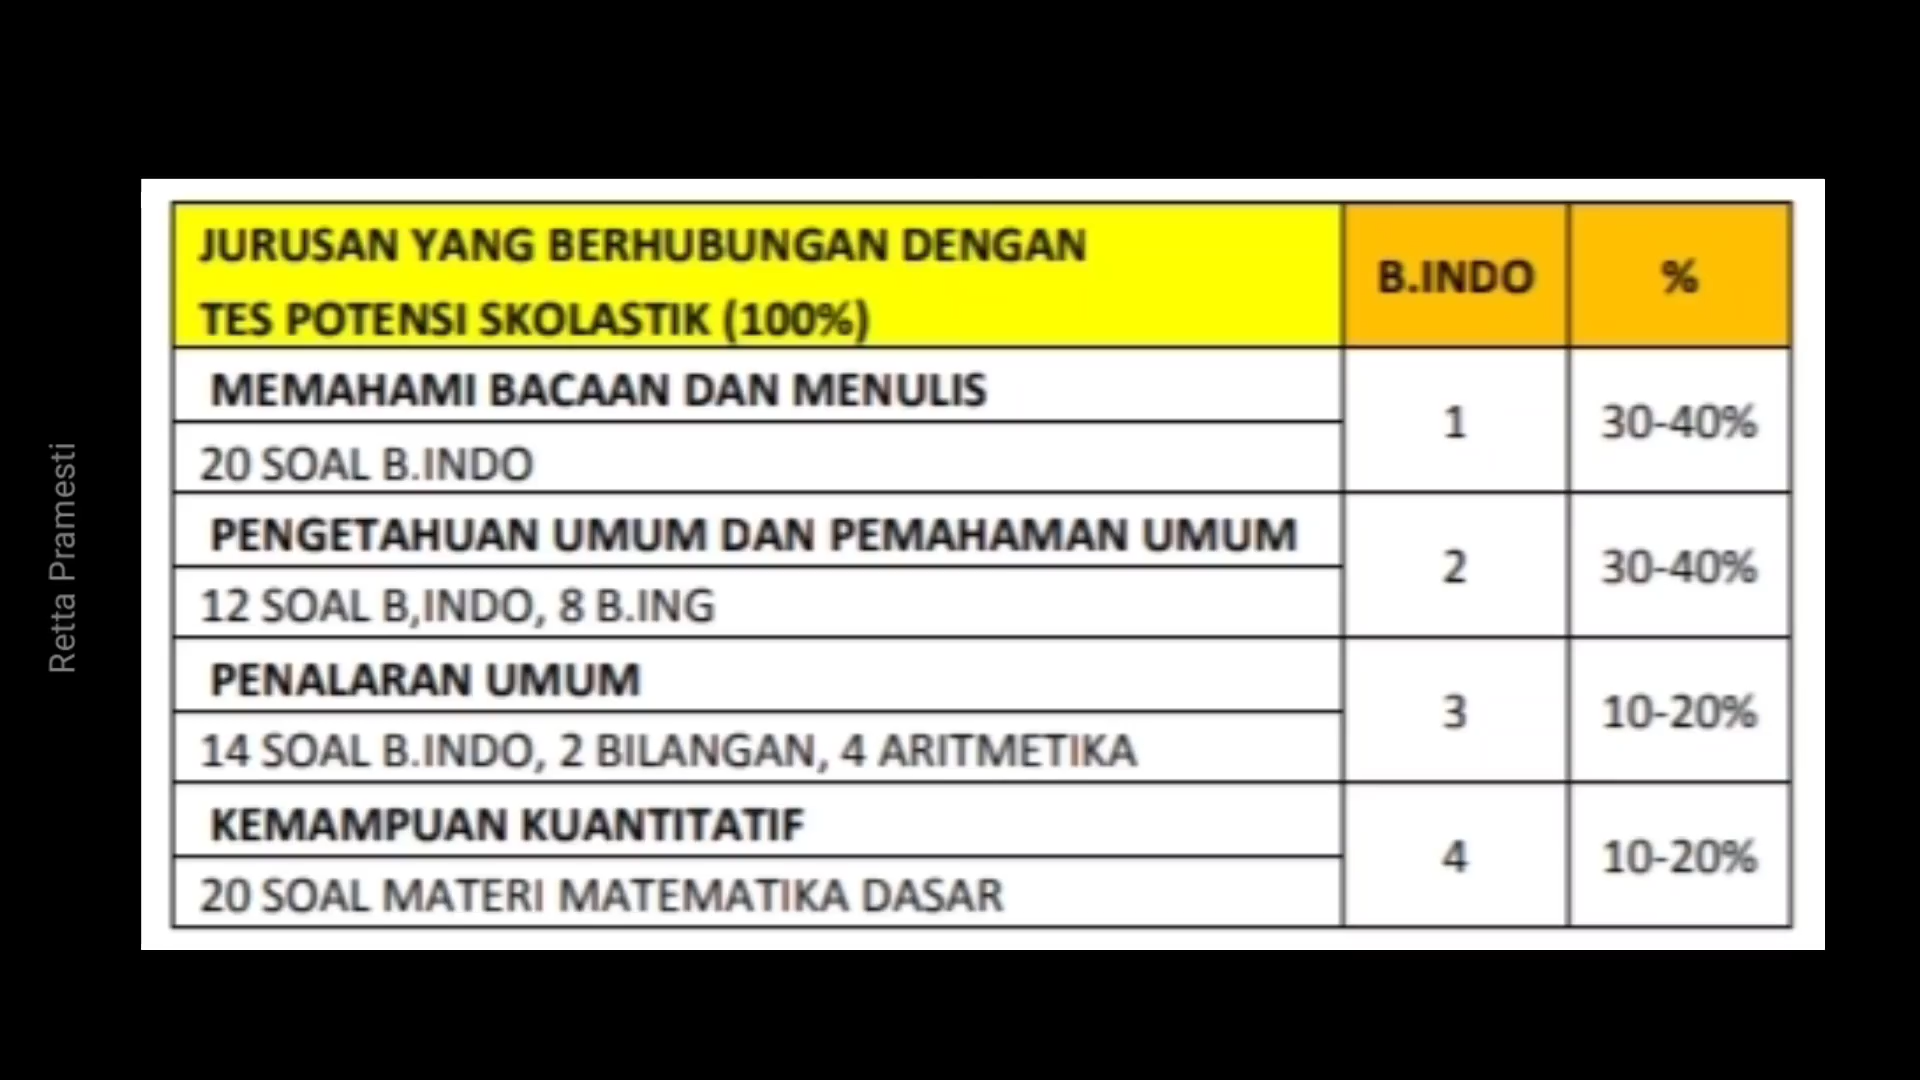 JURUSAN YANG BERHUBUNGAN DENGAN
TES POTENSI SKOLASTIK (100%)
B.INDO
%
MEMAHAMI BACAAN DAN MENULIS
20 SOAL B.INDO
1
30-40%
PENGETAHUAN UMUM DAN PEMAHAMAN UMUM
12 SOAL B,INDO, 8 B.ING
2
30-40%
PENALARAN UMUM
14 SOAL B.INDO, 2 BILANGAN, 4 ARITMETIKA
3
10-20%
KEMAMPUAN KUANTITATIF
20 SOAL MATERI MATEMATIKA DASAR
4
10-20%
Retta Pramesti